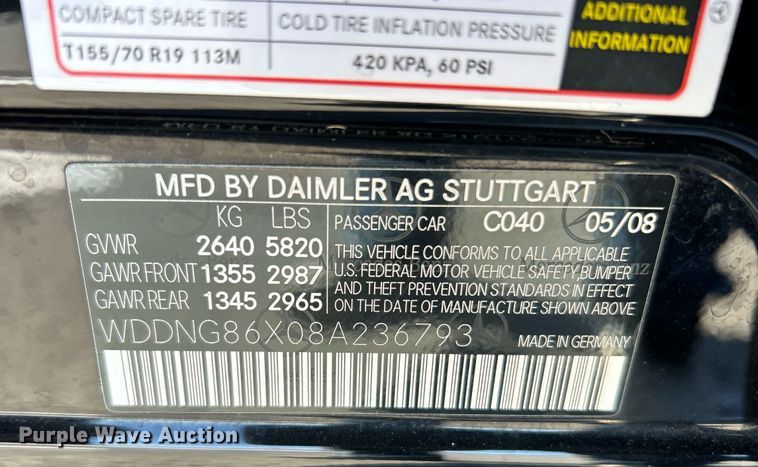 COMPACT SPARE TIRE COLD TIRE INFLATION PRESSURE
T155/70 R19 113M 420 KPA, 60 PSI
ADDITIONAL
INFORMATION
MFD BY DAIMLER AG STUTTGART
KG LBS PASSENGER CAR C040 05/08
GVWR 2640 5820
GAWR FRONT 1355 2987
GAWR REAR 1345 2965
THIS VEHICLE CONFORMS TO ALL APPLICABLE
U.S. FEDERAL MOTOR VEHICLE SAFETY,BUMPER
AND THEFT PREVENTION STANDARDS IN EFFECT
ON THE DATE OF MANUFACTURE SHOWN ABOVE
WDDNG86X08A236793
MADE IN GERMANY
Purple Wave Auction